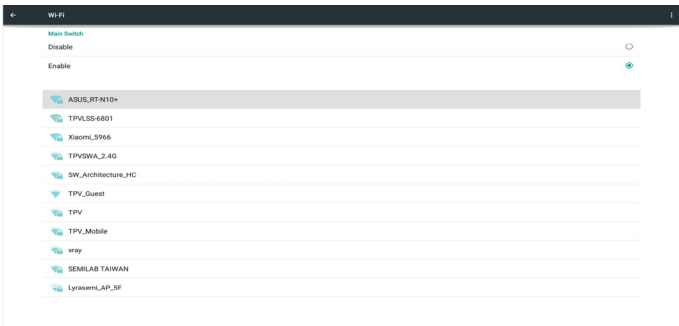 Wi-Fi
Main Switch
Disable
Enable
ASUS_RT-N10+
TPVLSS-6801
Xiaomi_5966
TPVSWA_2.4G
SW_Architecture_HC
TPV_Guest
TPV
TPV_Mobile
xray
SEMILAB TAIWAN
Lyrasemi_AP_5F